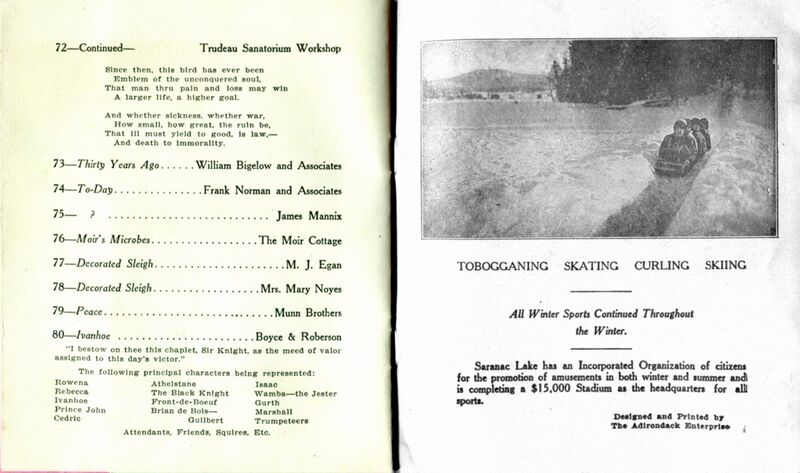 72—Continued— Trudeau Sanatorium Workshop
Since then, this bird has ever been
Emblem of the unconquered soul,
That man thru pain and loss may win
A larger life, a higher goal.
And whether sickness, whether war,
How small, how great, the ruin be,
That ill must yield to good, is law,—
And death to immorality.
73—Thirty Years Ago......William Bigelow and Associates
74—To-Day...............Frank Norman and Associates
75— ? ...........................James Mannix
76—Moir's Microbes..................The Moir Cottage
77—Decorated Sleigh......................M. J. Egan
78—Decorated Sleigh..................Mrs. Mary Noyes
79—Peace............................Munn Brothers
80—Ivanhoe........................Boyce & Roberson
"I bestow on thee this chaplet, Sir Knight, as the meed of valor
assigned to this day's victor."
The following principal characters being represented:
Rowena Athelstane Isaac
Rebecca The Black Knight Wamba—the Jester
Ivanhoe Front-de-Boeuf Gurth
Prince John Brian de Bois— Marshall
Cedric Guilbert Trumpeteers
Attendants, Friends, Squires, Etc.
TOBOGGANING SKATING CURLING SKIING
All Winter Sports Continued Throughout
the Winter.
Saranac Lake has an Incorporated Organization of citizens
for the promotion of amusements in both winter and summer and
is completing a $15,000 Stadium as the headquarters for all
sports.
Designed and Printed by
The Adirondack Enterprise